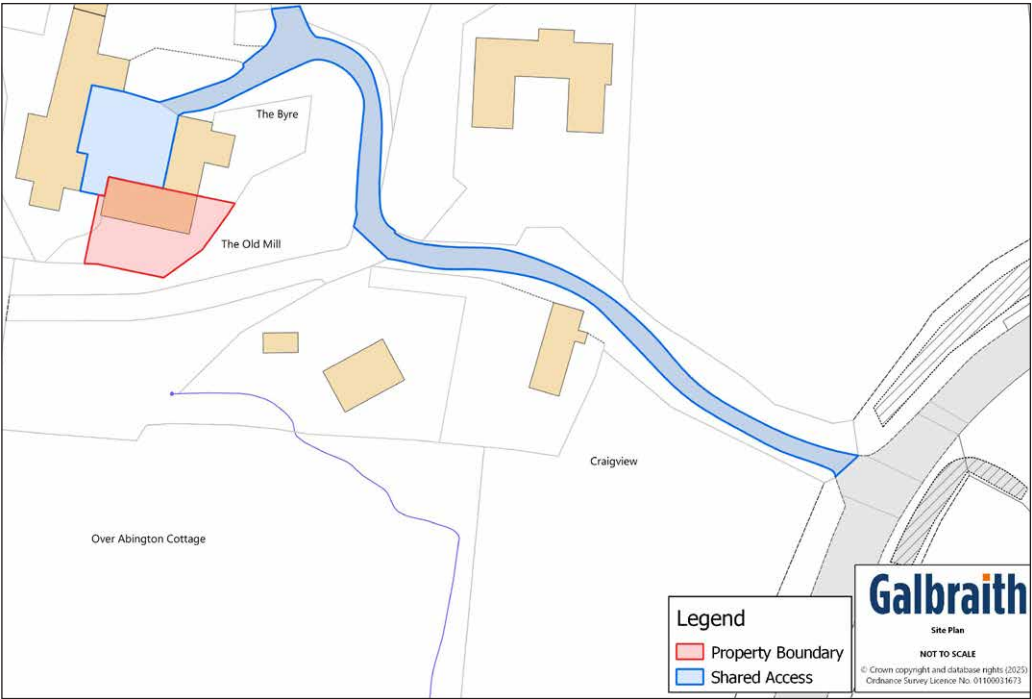 The Byre
The Old Mill
Craigview
Over Abington Cottage
Legend
Property Boundary
Shared Access
Galbraith
Site Plan
NOT TO SCALE
© Crown copyright and database rights (2025)
Ordnance Survey Licence No. 01100031673